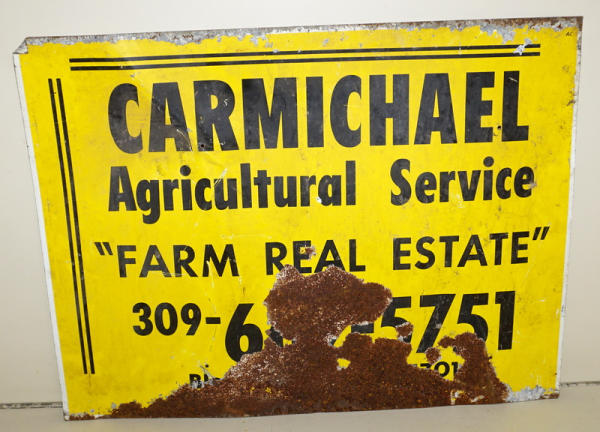 CARMICHAEL
Agricultural Service
"FARM REAL ESTATE"
309-6
5751